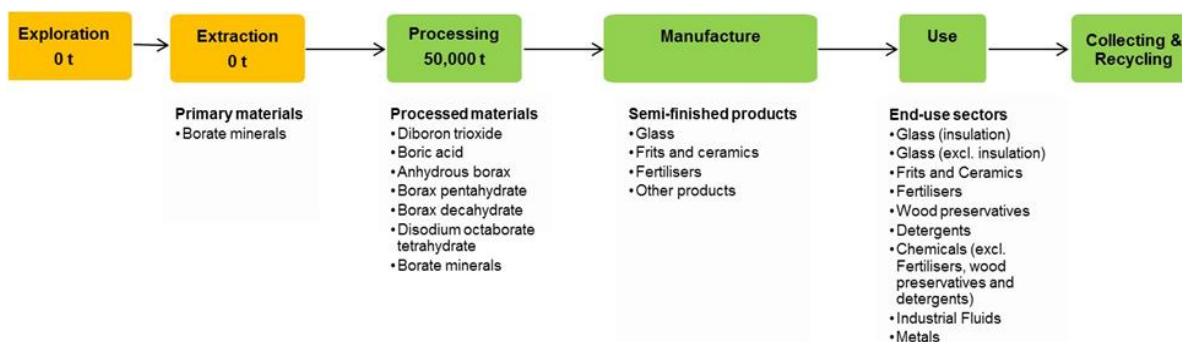 Exploration
0 t
Extraction
0 t
Processing
50,000 t
Manufacture
Use
Collecting &
Recycling
Primary materials
•Borate minerals
Processed materials
•Diboron trioxide
•Boric acid
•Anhydrous borax
•Borax pentahydrate
•Borax decahydrate
•Disodium octaborate
tetrahydrate
•Borate minerals
Semi-finished products
•Glass
•Frits and ceramics
•Fertilisers
•Other products
End-use sectors
•Glass (insulation)
•Glass (excl. insulation)
•Frits and Ceramics
•Fertilisers
•Wood preservatives
•Detergents
•Chemicals (excl.
Fertilisers, wood
preservatives and
detergents)
•Industrial Fluids
•Metals